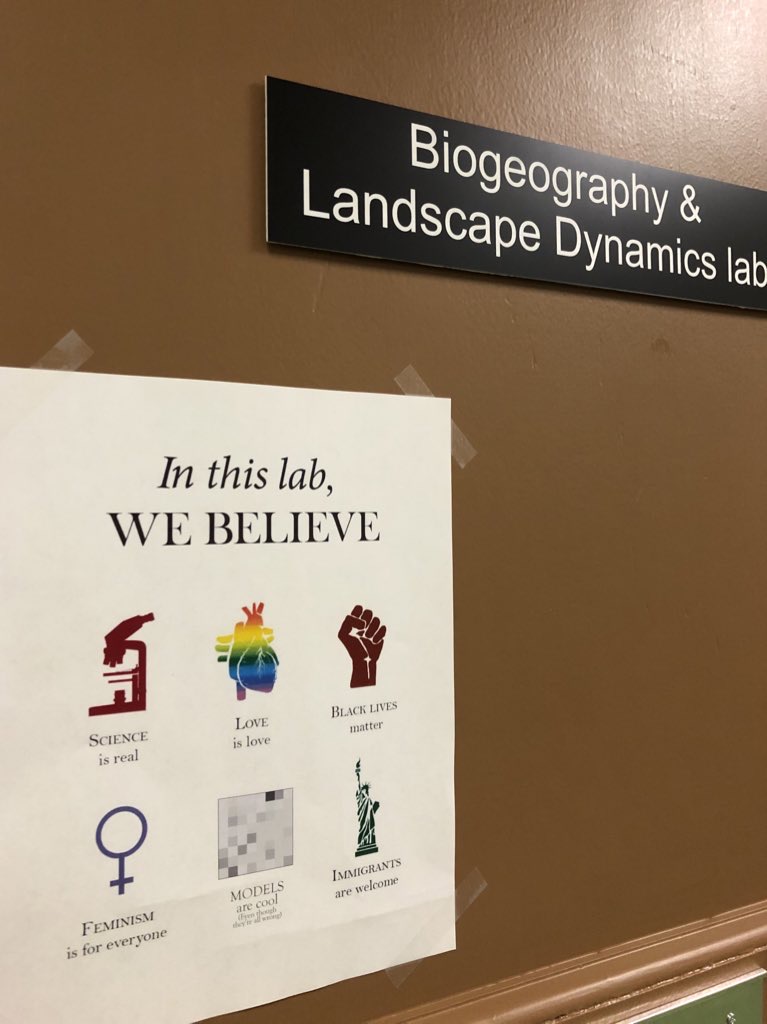 Biogeography &
Landscape Dynamics lab
In this lab,
WE BELIEVE
SCIENCE
is real
LOVE
is love
BLACK LIVES
matter
FEMINISM
is for everyone
MODELS
are cool
(Even though
they're all wrong)
IMMIGRANTS
are welcome